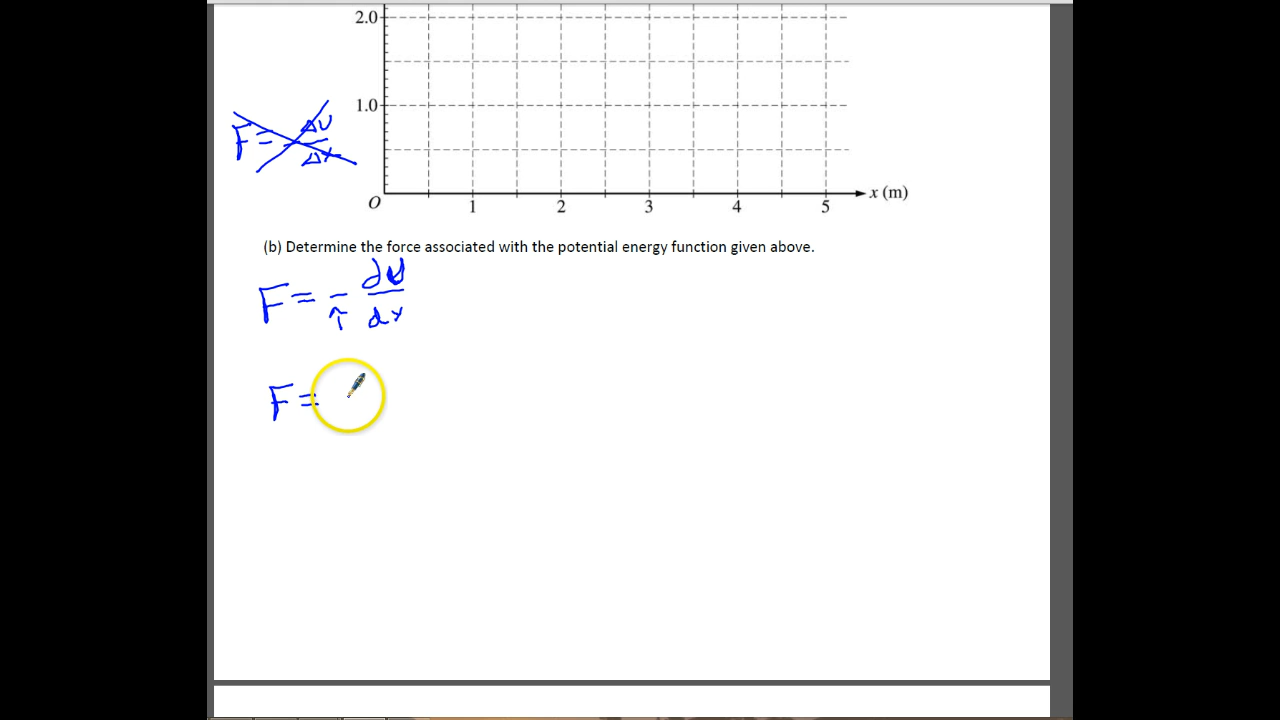 2.0
1.0
F = ΔU/Δx
O 1 2 3 4 5 x (m)
(b) Determine the force associated with the potential energy function given above.
F = - dU/dx
↑
F =